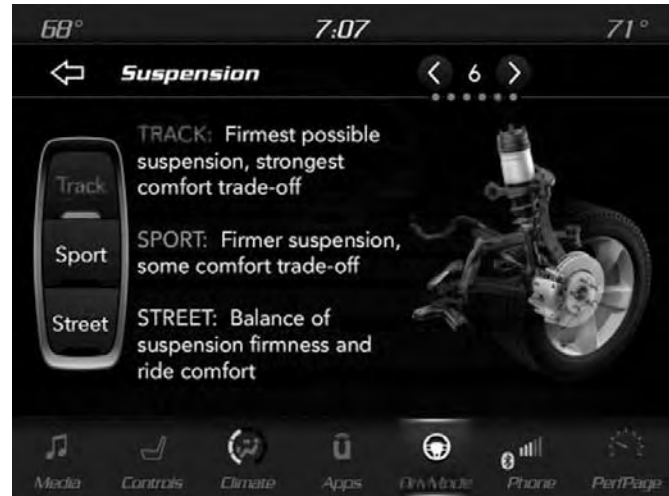 68° 7:07 71°
Suspension 6
TRACK: Firmest possible
suspension, strongest
comfort trade-off
Track
Sport
Street
SPORT: Firmer suspension,
some comfort trade-off
STREET: Balance of
suspension firmness and
ride comfort
Media Controls Climate Apps DrvMode Phone PerfPage